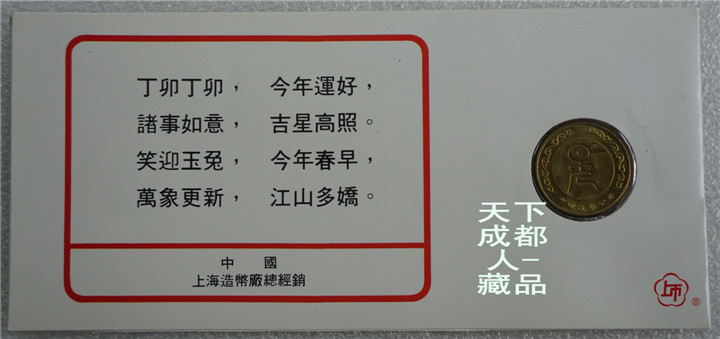 丁卯丁卯， 今年運好，
諸事如意， 吉星高照。
笑迎玉兔， 今年春早，
萬象更新， 江山多嬌。
中 國
上海造幣廠總經銷
天下
成都
人-
藏品
®